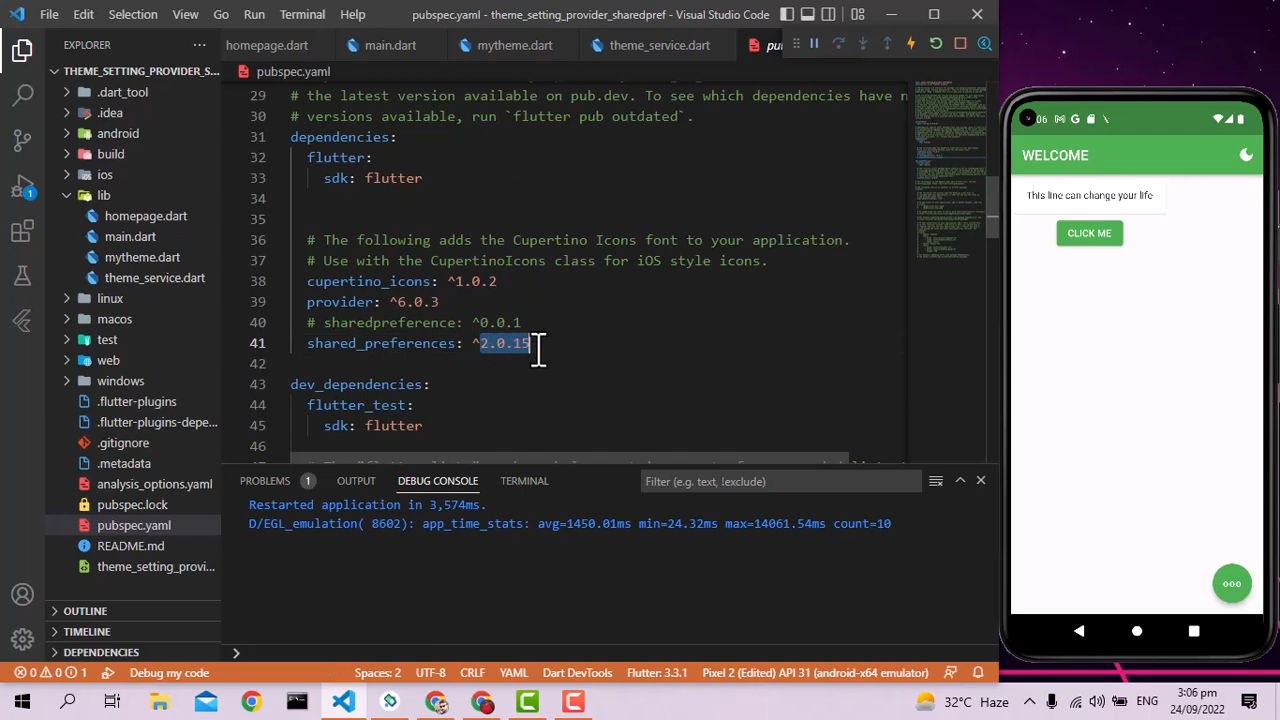 File Edit Selection View Go Run Terminal Help pubspec.yaml - theme_setting_provider_sharedpref - Visual Studio Code
EXPLORER
homepage.dart
main.dart
mytheme.dart
theme_service.dart
pubspec.yaml
THEME_SETTING_PROVIDER_S...
.dart_tool
.idea
android
build
ios
lib
homepage.dart
main.dart
mytheme.dart
theme_service.dart
linux
macos
test
web
windows
.flutter-plugins
.flutter-plugins-depe...
.gitignore
.metadata
analysis_options.yaml
pubspec.lock
pubspec.yaml
README.md
theme_setting_provi...
OUTLINE
TIMELINE
DEPENDENCIES
1
29 # the latest version available on pub.dev. To see which dependencies have n
30 # versions available, run `flutter pub outdated`.
31 dependencies:
32 flutter:
33 sdk: flutter
34
35
36 # The following adds the Cupertino Icons font to your application.
37 # Use with the CupertinoIcons class for iOS style icons.
38 cupertino_icons: ^1.0.2
39 provider: ^6.0.3
40 # sharedpreference: ^0.0.1
41 shared_preferences: ^2.0.15
42
43 dev_dependencies:
44 flutter_test:
45 sdk: flutter
46
PROBLEMS 1 OUTPUT DEBUG CONSOLE TERMINAL Filter (e.g. text, !exclude)
Restarted application in 3,574ms.
D/EGL_emulation( 8602): app_time_stats: avg=1450.01ms min=24.32ms max=14061.54ms count=10
0 0 1 Debug my code Spaces: 2 UTF-8 CRLF YAML Dart DevTools Flutter: 3.3.1 Pixel 2 (Edited) API 31 (android-x64 emulator)
:06 G
WELCOME
This line can change your life
CLICK ME
32°C Haze ENG 3:06 pm
24/09/2022